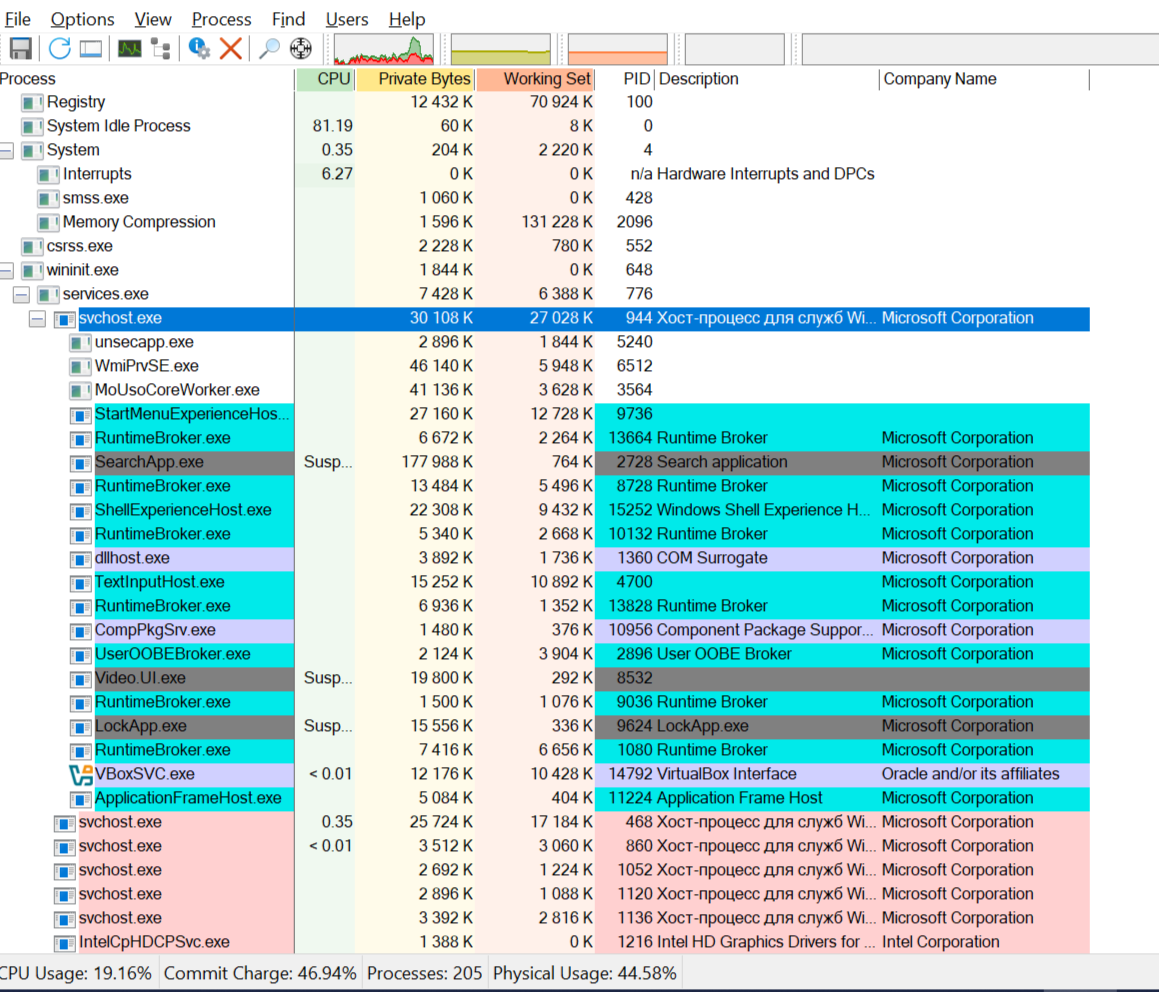 File Options View Process Find Users Help
Process CPU Private Bytes Working Set PID Description Company Name
Registry 12 432 K 70 924 K 100
System Idle Process 81.19 60 K 8 K 0
System 0.35 204 K 2 220 K 4
Interrupts 6.27 0 K 0 K n/a Hardware Interrupts and DPCs
smss.exe 1 060 K 0 K 428
Memory Compression 1 596 K 131 228 K 2096
csrss.exe 2 228 K 780 K 552
wininit.exe 1 844 K 0 K 648
services.exe 7 428 K 6 388 K 776
svchost.exe 30 108 K 27 028 K 944 Хост-процесс для служб Wi... Microsoft Corporation
unsecapp.exe 2 896 K 1 844 K 5240
WmiPrvSE.exe 46 140 K 5 948 K 6512
MoUsoCoreWorker.exe 41 136 K 3 628 K 3564
StartMenuExperienceHos... 27 160 K 12 728 K 9736
RuntimeBroker.exe 6 672 K 2 264 K 13664 Runtime Broker Microsoft Corporation
SearchApp.exe Susp... 177 988 K 764 K 2728 Search application Microsoft Corporation
RuntimeBroker.exe 13 484 K 5 496 K 8728 Runtime Broker Microsoft Corporation
ShellExperienceHost.exe 22 308 K 9 432 K 15252 Windows Shell Experience H... Microsoft Corporation
RuntimeBroker.exe 5 340 K 2 668 K 10132 Runtime Broker Microsoft Corporation
dllhost.exe 3 892 K 1 736 K 1360 COM Surrogate Microsoft Corporation
TextInputHost.exe 15 252 K 10 892 K 4700 Microsoft Corporation
RuntimeBroker.exe 6 936 K 1 352 K 13828 Runtime Broker Microsoft Corporation
CompPkgSrv.exe 1 480 K 376 K 10956 Component Package Suppor... Microsoft Corporation
UserOOBEBroker.exe 2 124 K 3 904 K 2896 User OOBE Broker Microsoft Corporation
Video.UI.exe Susp... 19 800 K 292 K 8532
RuntimeBroker.exe 1 500 K 1 076 K 9036 Runtime Broker Microsoft Corporation
LockApp.exe Susp... 15 556 K 336 K 9624 LockApp.exe Microsoft Corporation
RuntimeBroker.exe 7 416 K 6 656 K 1080 Runtime Broker Microsoft Corporation
VBoxSVC.exe < 0.01 12 176 K 10 428 K 14792 VirtualBox Interface Oracle and/or its affiliates
ApplicationFrameHost.exe 5 084 K 404 K 11224 Application Frame Host Microsoft Corporation
svchost.exe 0.35 25 724 K 17 184 K 468 Хост-процесс для служб Wi... Microsoft Corporation
svchost.exe < 0.01 3 512 K 3 060 K 860 Хост-процесс для служб Wi... Microsoft Corporation
svchost.exe 2 692 K 1 224 K 1052 Хост-процесс для служб Wi... Microsoft Corporation
svchost.exe 2 896 K 1 088 K 1120 Хост-процесс для служб Wi... Microsoft Corporation
svchost.exe 3 392 K 2 816 K 1136 Хост-процесс для служб Wi... Microsoft Corporation
IntelCpHDCPSvc.exe 1 388 K 0 K 1216 Intel HD Graphics Drivers for ... Intel Corporation
CPU Usage: 19.16% Commit Charge: 46.94% Processes: 205 Physical Usage: 44.58%